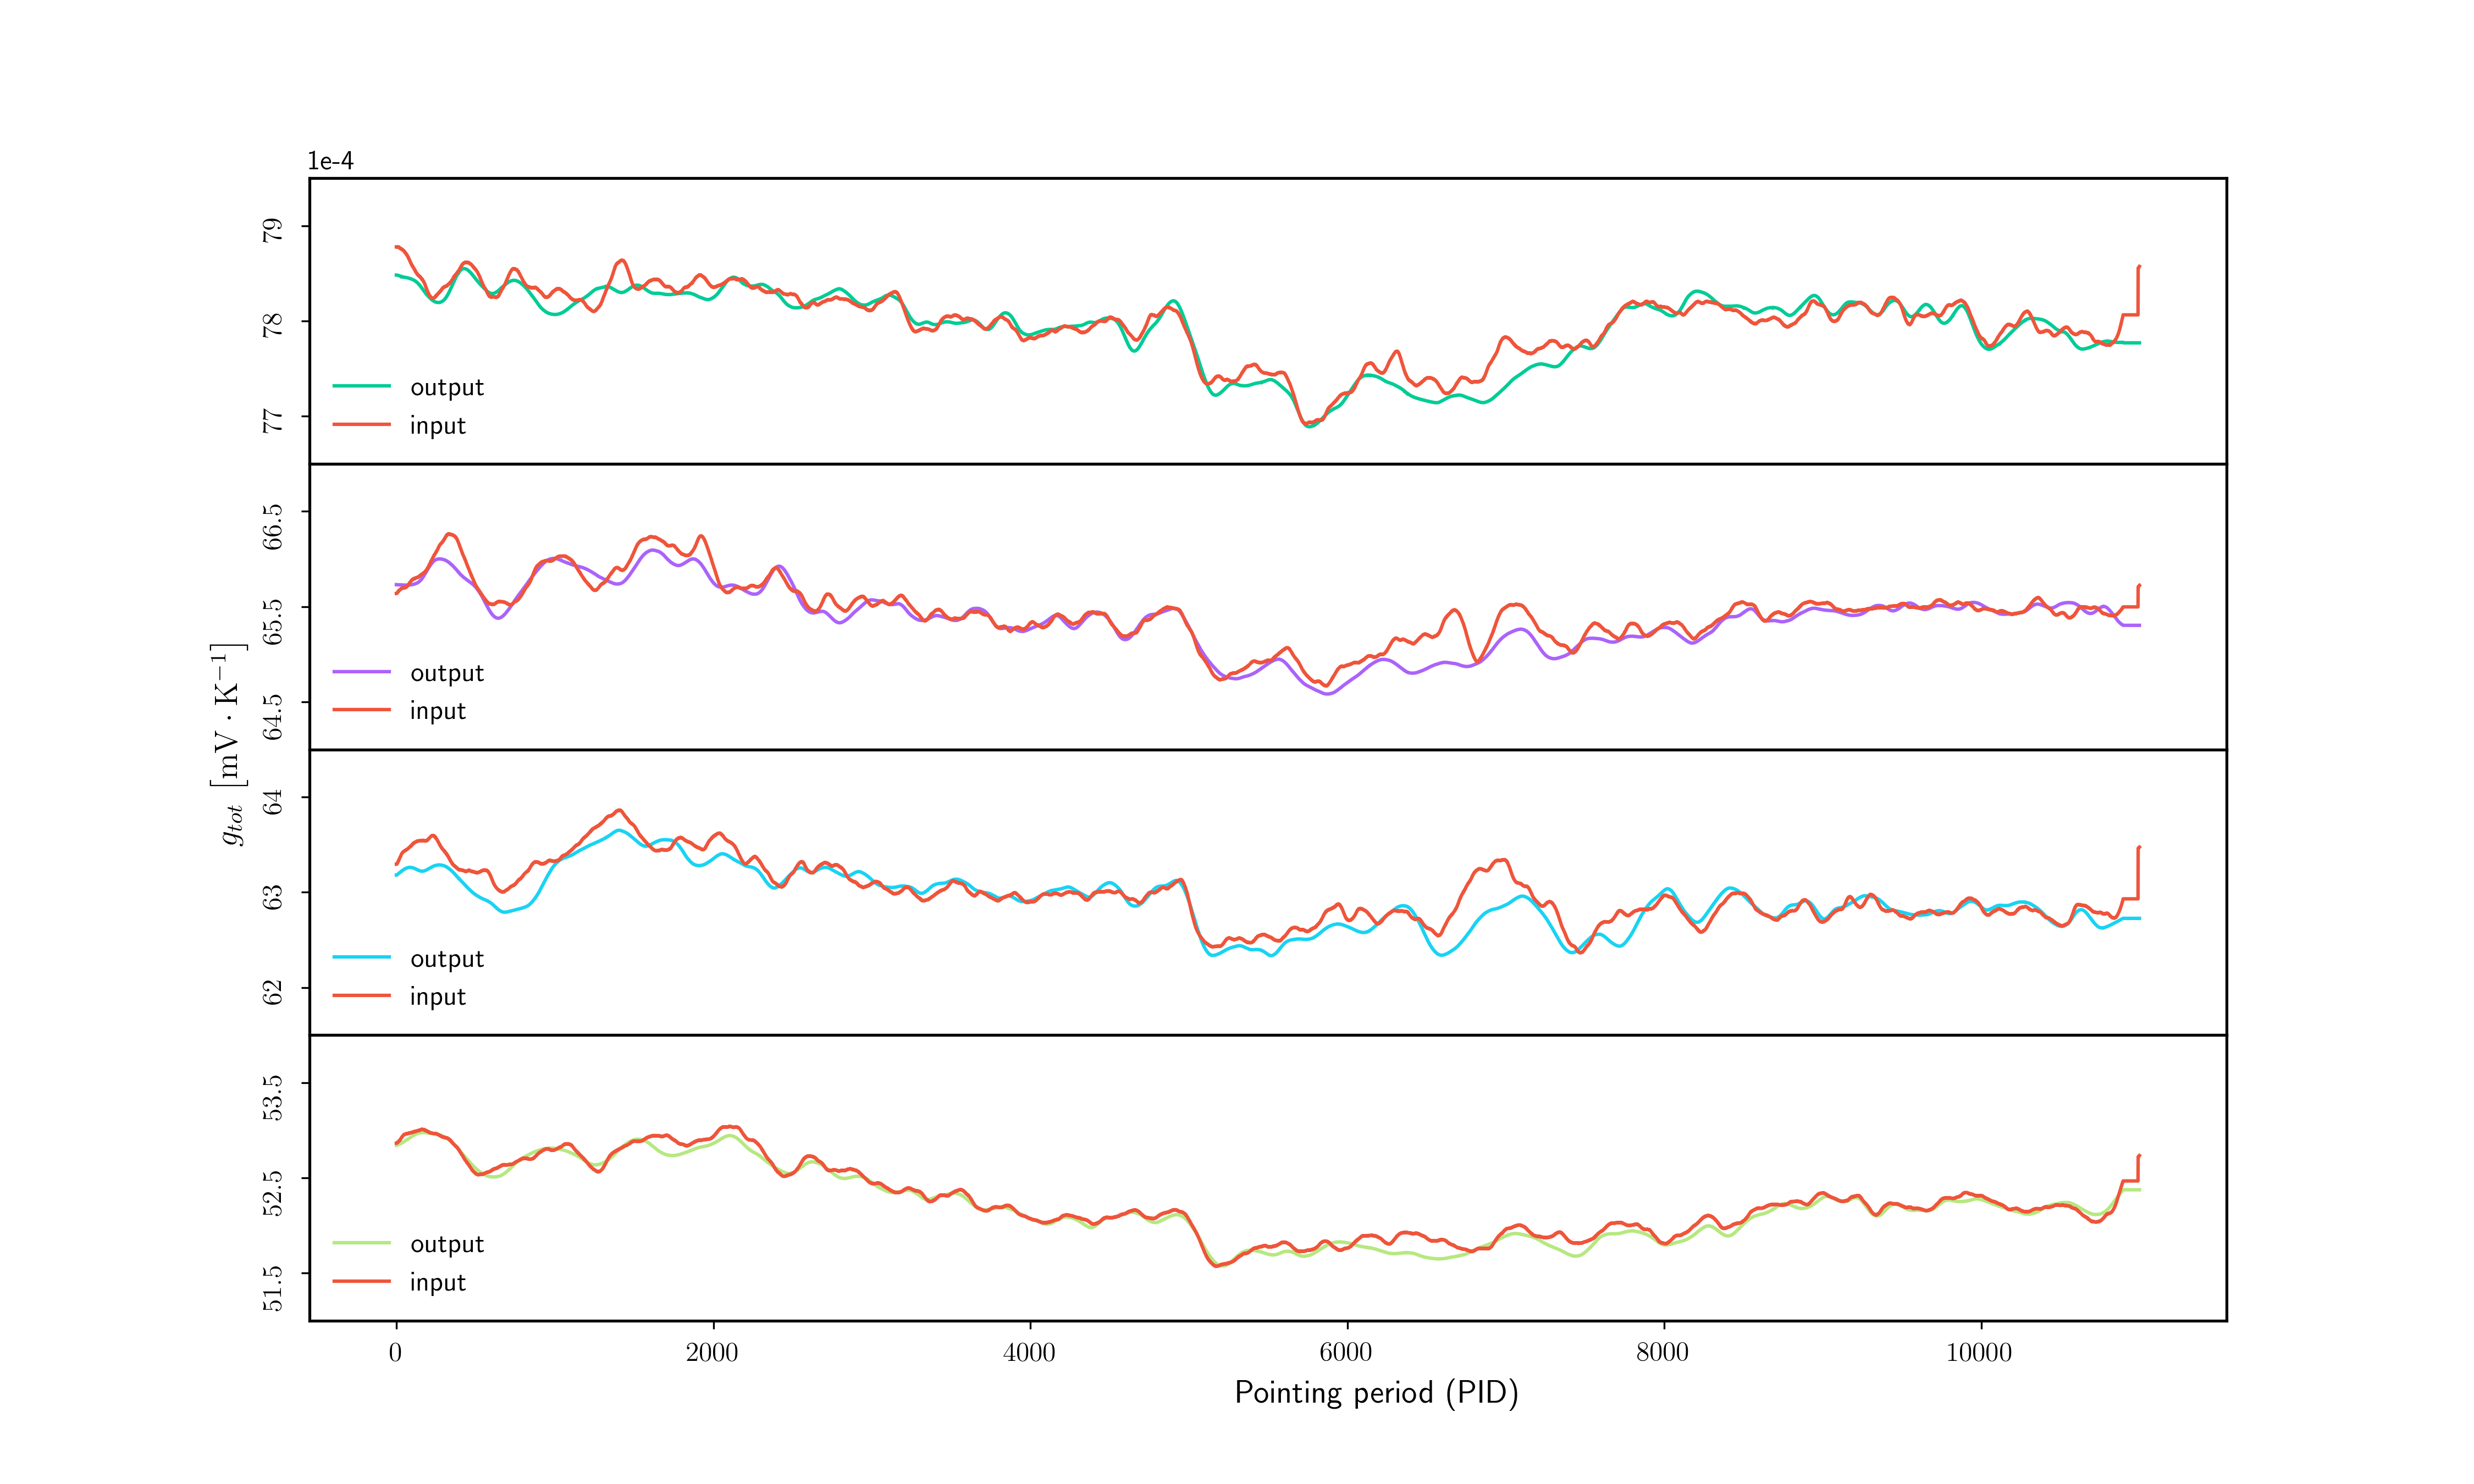 1e-4
79
78
77
output
input
66.5
65.5
64.5
output
input
g_{tot} [mV · K^{-1}]
64
63
62
output
input
53.5
52.5
51.5
output
input
0 2000 4000 6000 8000 10000
Pointing period (PID)